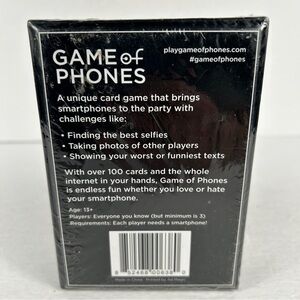 GAME of
PHONES
playgameofphones.com
#gameofphones
A unique card game that brings
smartphones to the party with
challenges like:
• Finding the best selfies
• Taking photos of other players
• Showing your worst or funniest texts
With over 100 cards and the whole
internet in your hands, Game of Phones
is endless fun whether you love or hate
your smartphone.
Age: 13+
Players: Everyone you know (but minimum is 3)
Requirements: Each player needs a smartphone!
Made in China